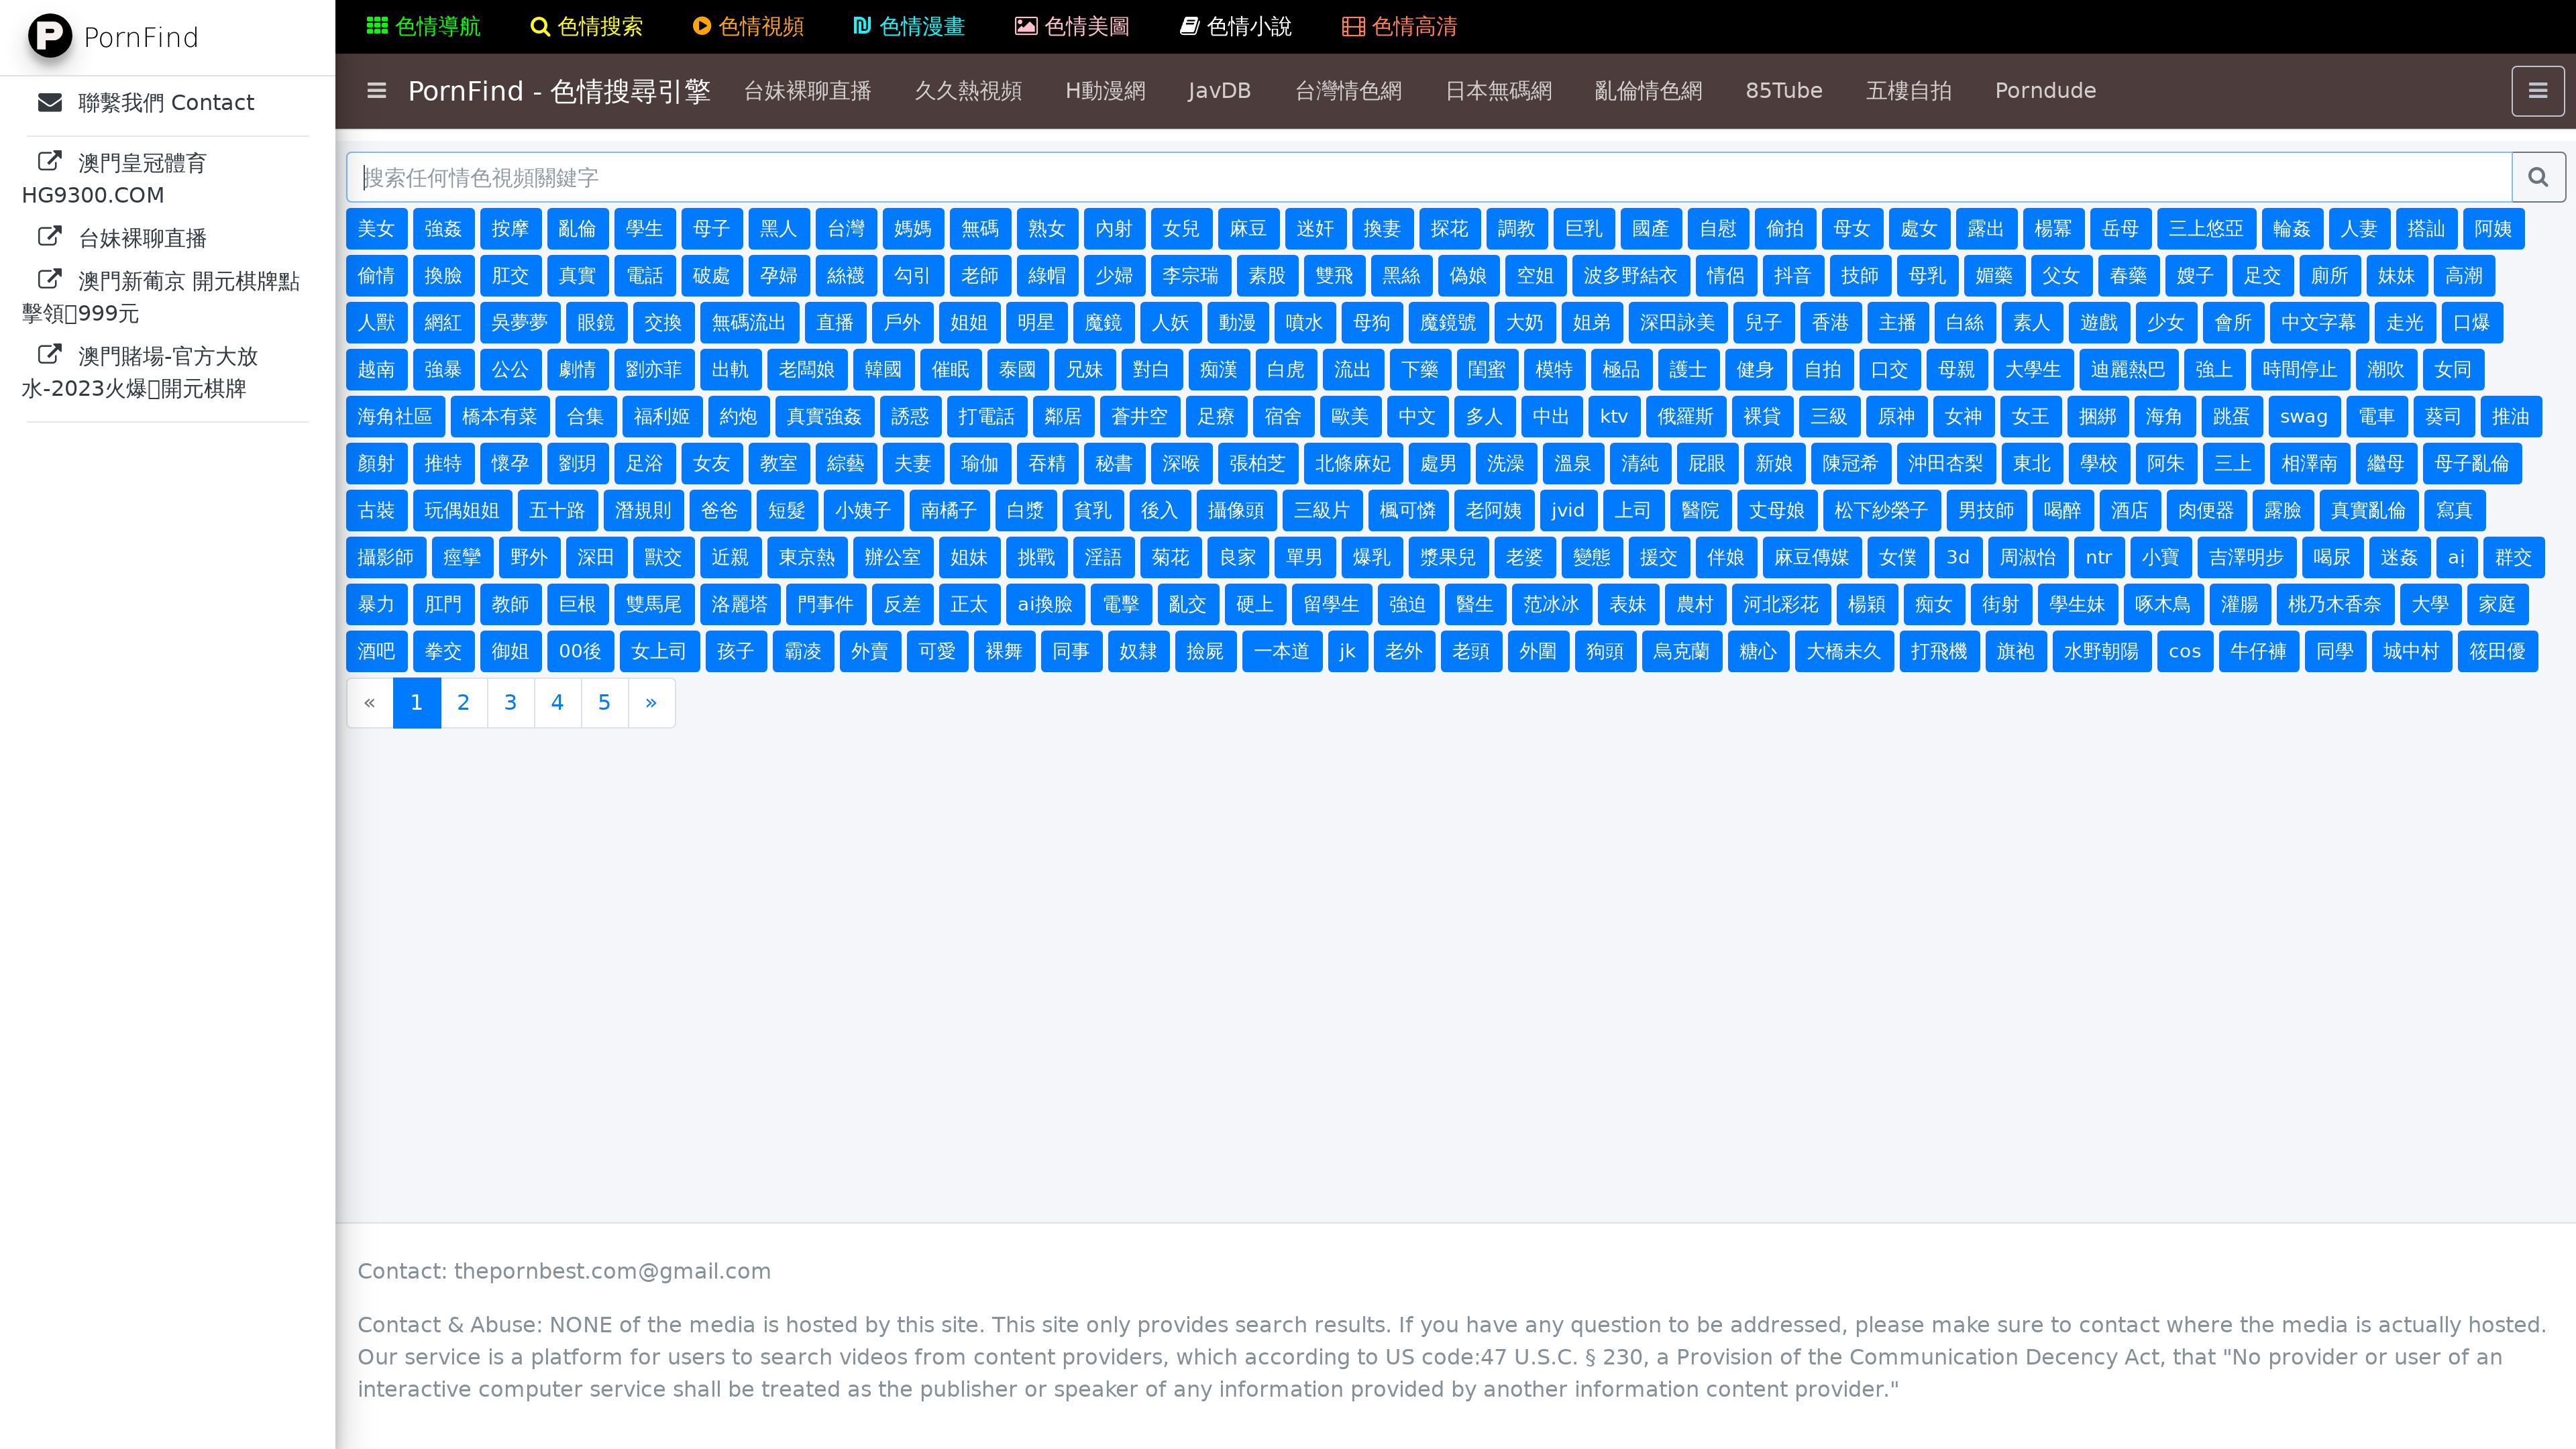 PornFind
聯繫我們 Contact
澳門皇冠體育
HG9300.COM
台妹裸聊直播
澳門新葡京 開元棋牌點
擊領999元
澳門賭場-官方大放
水-2023火爆開元棋牌
色情導航 色情搜索 色情視頻 色情漫畫 色情美圖 色情小說 色情高清
PornFind - 色情搜尋引擎 台妹裸聊直播 久久熱視頻 H動漫網 JavDB 台灣情色網 日本無碼網 亂倫情色網 85Tube 五樓自拍 Porndude
搜索任何情色視頻關鍵字
美女 強姦 按摩 亂倫 學生 母子 黑人 台灣 媽媽 無碼 熟女 內射 女兒 麻豆 迷奸 換妻 探花 調教 巨乳 國產 自慰 偷拍 母女 處女 露出 楊冪 岳母 三上悠亞 輪姦 人妻 搭訕 阿姨
偷情 換臉 肛交 真實 電話 破處 孕婦 絲襪 勾引 老師 綠帽 少婦 李宗瑞 素股 雙飛 黑絲 偽娘 空姐 波多野結衣 情侶 抖音 技師 母乳 媚藥 父女 春藥 嫂子 足交 廁所 妹妹 高潮
人獸 網紅 吳夢夢 眼鏡 交換 無碼流出 直播 戶外 姐姐 明星 魔鏡 人妖 動漫 噴水 母狗 魔鏡號 大奶 姐弟 深田詠美 兒子 香港 主播 白絲 素人 遊戲 少女 會所 中文字幕 走光 口爆
越南 強暴 公公 劇情 劉亦菲 出軌 老闆娘 韓國 催眠 泰國 兄妹 對白 痴漢 白虎 流出 下藥 閨蜜 模特 極品 護士 健身 自拍 口交 母親 大學生 迪麗熱巴 強上 時間停止 潮吹 女同
海角社區 橋本有菜 合集 福利姬 約炮 真實強姦 誘惑 打電話 鄰居 蒼井空 足療 宿舍 歐美 中文 多人 中出 ktv 俄羅斯 裸貸 三級 原神 女神 女王 捆綁 海角 跳蛋 swag 電車 葵司 推油
顏射 推特 懷孕 劉玥 足浴 女友 教室 綜藝 夫妻 瑜伽 吞精 秘書 深喉 張柏芝 北條麻妃 處男 洗澡 溫泉 清純 屁眼 新娘 陳冠希 沖田杏梨 東北 學校 阿朱 三上 相澤南 繼母 母子亂倫
古裝 玩偶姐姐 五十路 潛規則 爸爸 短髮 小姨子 南橘子 白漿 貧乳 後入 攝像頭 三級片 楓可憐 老阿姨 jvid 上司 醫院 丈母娘 松下紗榮子 男技師 喝醉 酒店 肉便器 露臉 真實亂倫 寫真
攝影師 痙攣 野外 深田 獸交 近親 東京熱 辦公室 姐妹 挑戰 淫語 菊花 良家 單男 爆乳 漿果兒 老婆 變態 援交 伴娘 麻豆傳媒 女僕 3d 周淑怡 ntr 小寶 吉澤明步 喝尿 迷姦 aị 群交
暴力 肛門 教師 巨根 雙馬尾 洛麗塔 門事件 反差 正太 ai換臉 電擊 亂交 硬上 留學生 強迫 醫生 范冰冰 表妹 農村 河北彩花 楊穎 痴女 街射 學生妹 啄木鳥 灌腸 桃乃木香奈 大學 家庭
酒吧 拳交 御姐 00後 女上司 孩子 霸凌 外賣 可愛 裸舞 同事 奴隸 撿屍 一本道 jk 老外 老頭 外圍 狗頭 烏克蘭 糖心 大橋未久 打飛機 旗袍 水野朝陽 cos 牛仔褲 同學 城中村 筱田優
« 1 2 3 4 5 »
Contact: thepornbest.com@gmail.com
Contact & Abuse: NONE of the media is hosted by this site. This site only provides search results. If you have any question to be addressed, please make sure to contact where the media is actually hosted.
Our service is a platform for users to search videos from content providers, which according to US code:47 U.S.C. § 230, a Provision of the Communication Decency Act, that "No provider or user of an
interactive computer service shall be treated as the publisher or speaker of any information provided by another information content provider."